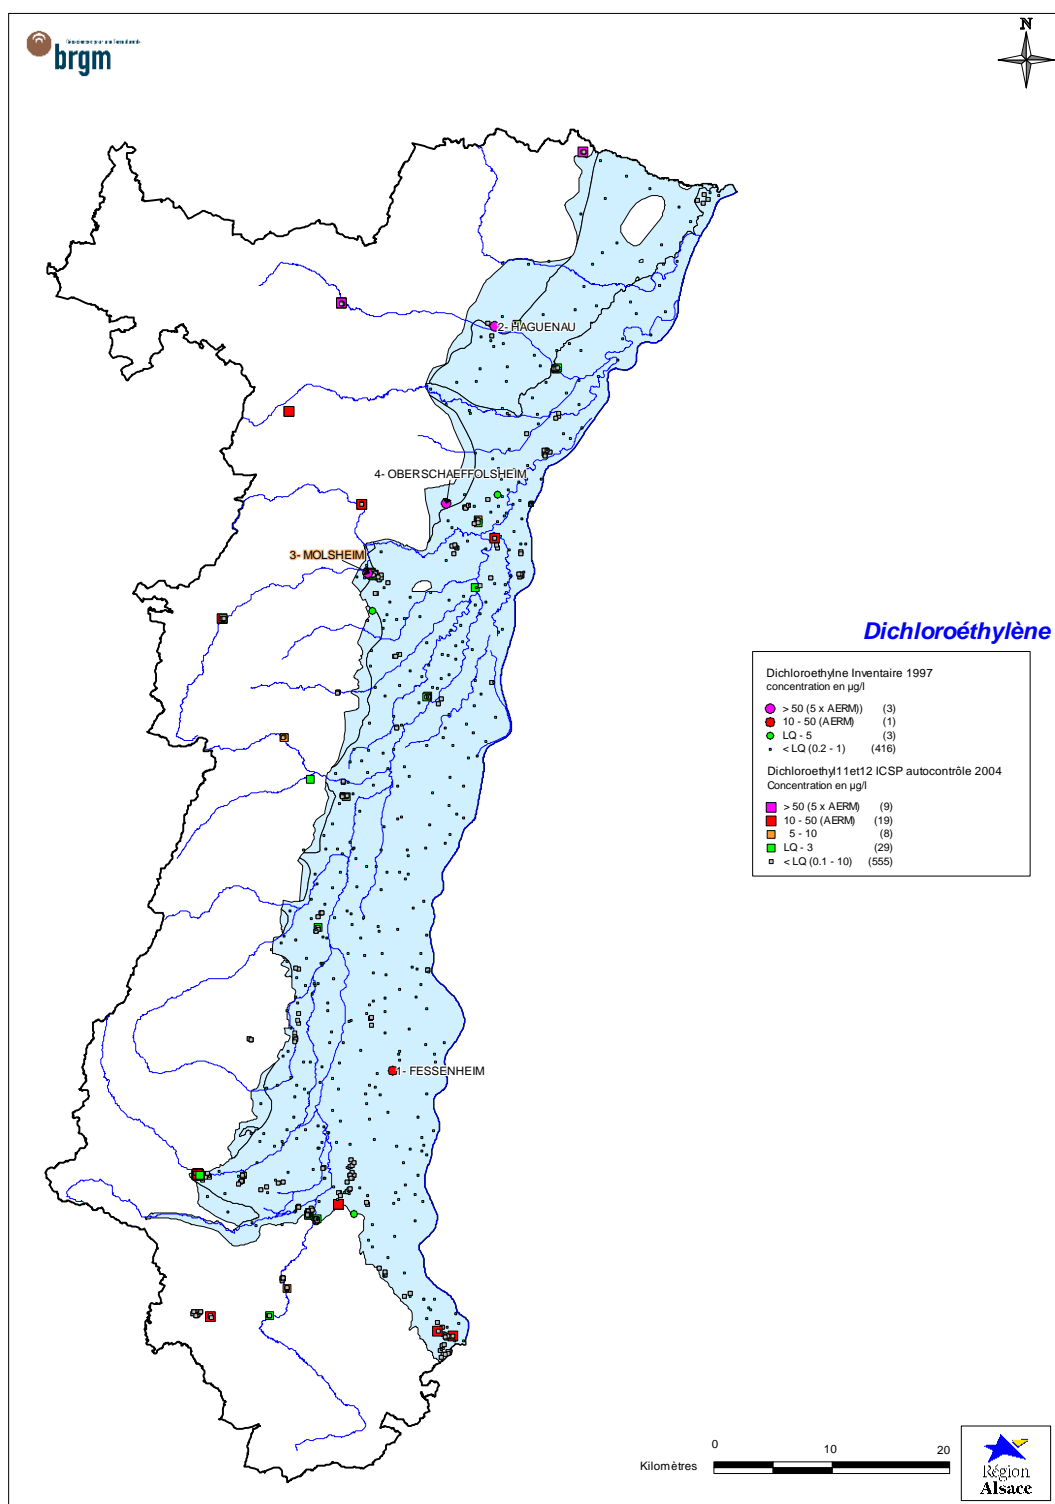 N
brgm
2- HAGUENAU
4- OBERSCHAEFFOLSHEIM
3- MOLSHEIM
Dichloroéthylène
Dichloroethylne Inventaire 1997
concentration en µg/l
> 50 (5 x AERM)) (3)
10 - 50 (AERM) (1)
LQ - 5 (3)
< LQ (0.2 - 1) (416)
Dichloroethyl11et12 ICSP autocontrôle 2004
Concentration en µg/l
> 50 (5 x AERM) (9)
10 - 50 (AERM) (19)
5 - 10 (8)
LQ - 3 (29)
< LQ (0.1 - 10) (555)
1- FESSENHEIM
0 10 20
Kilomètres
Région
Alsace